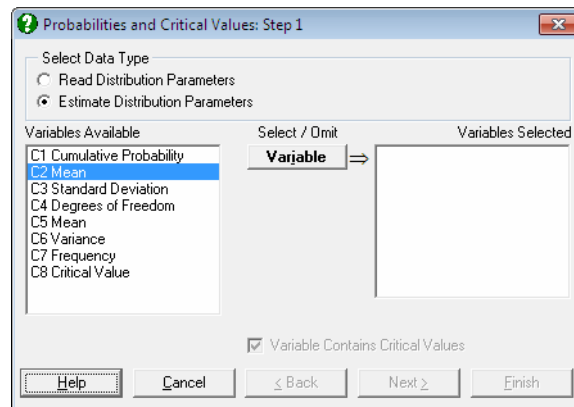 Probabilities and Critical Values: Step 1
Select Data Type
Read Distribution Parameters
Estimate Distribution Parameters
Variables Available
Select / Omit
Variables Selected
C1 Cumulative Probability
C2 Mean
C3 Standard Deviation
C4 Degrees of Freedom
C5 Mean
C6 Variance
C7 Frequency
C8 Critical Value
Variable
Variable Contains Critical Values
Help
Cancel
< Back
Next >
Finish